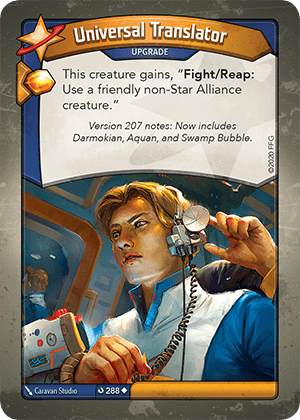 Universal Translator
UPGRADE
This creature gains, “Fight/Reap:
Use a friendly non-Star Alliance
creature.”
Version 207 notes: Now includes
Darmokian, Aquan, and Swamp Bubble.
©2020 FFG
Caravan Studio
288